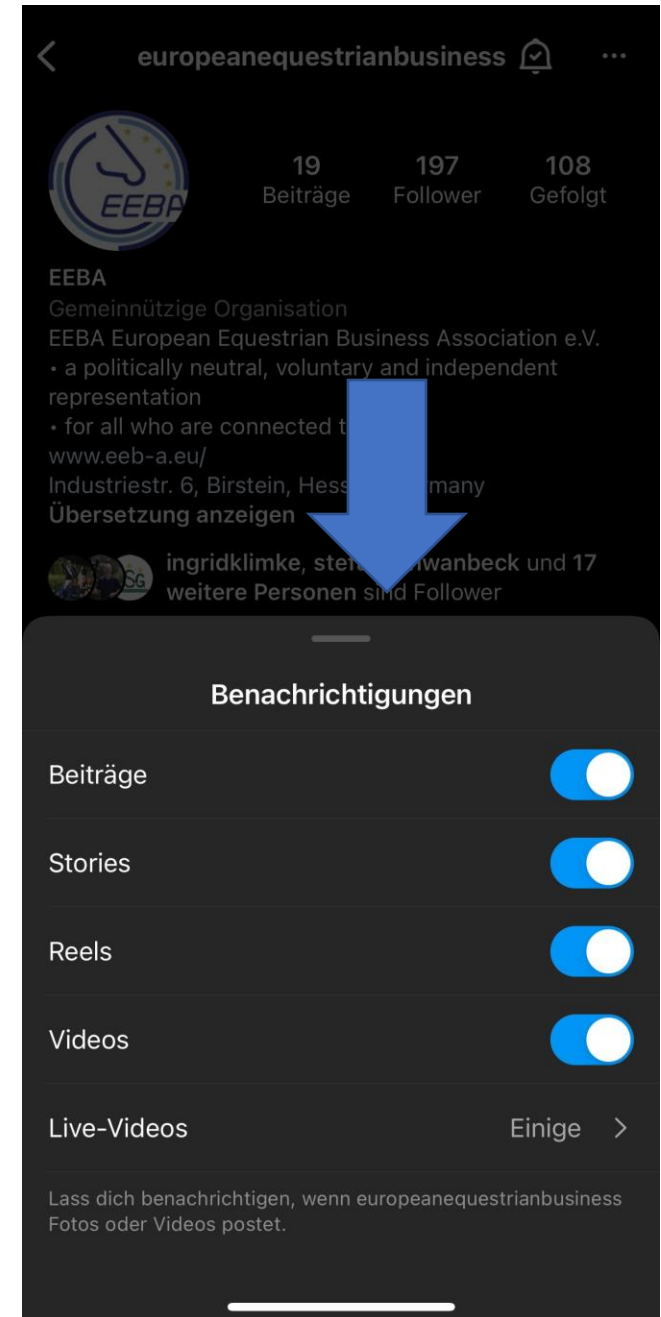 europeanequestrianbusiness
EEBA
19 197 108
Beiträge Follower Gefolgt
EEBA
Gemeinnützige Organisation
EEBA European Equestrian Business Association e.V.
• a politically neutral, voluntary and independent
representation
• for all who are connected t
www.eeb-a.eu/
Industriestr. 6, Birstein, Hess many
Übersetzung anzeigen
SG
ingridklimke, stef wanbeck und 17
weitere Personen sind Follower
Benachrichtigungen
Beiträge
Stories
Reels
Videos
Live-Videos Einige
Lass dich benachrichtigen, wenn europeanequestrianbusiness
Fotos oder Videos postet.